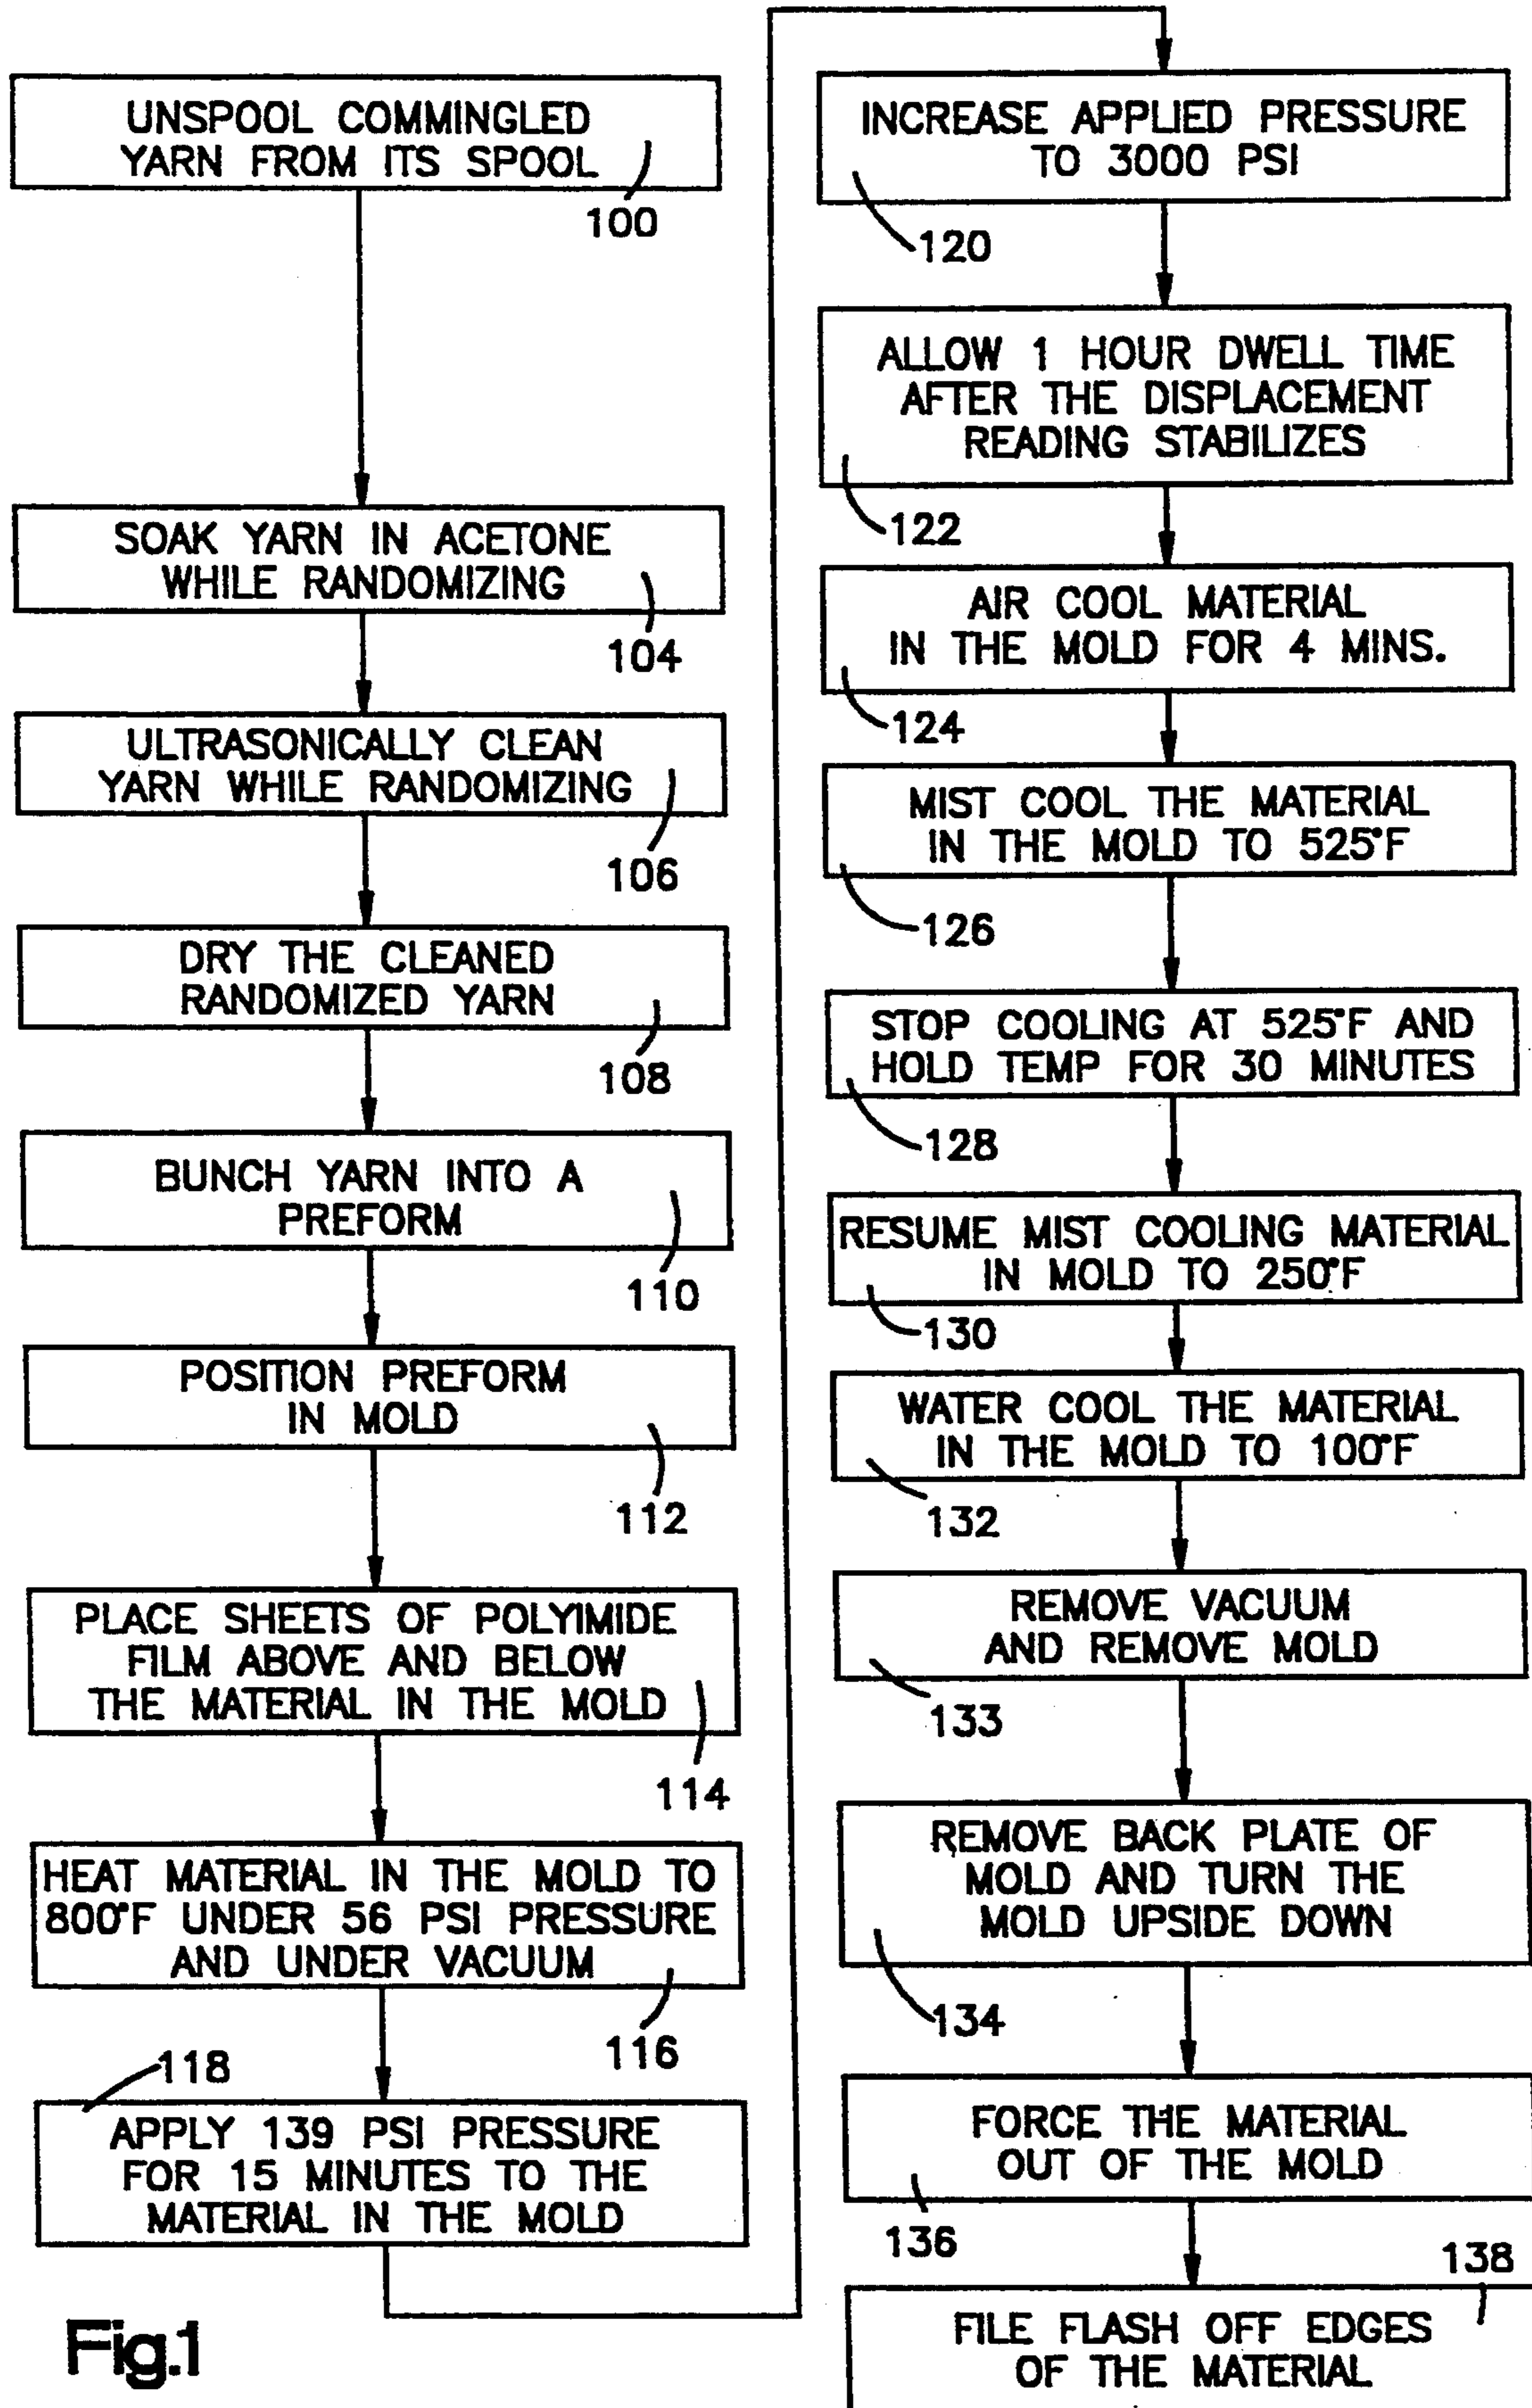 UNSPOOL COMMINGLED
YARN FROM ITS SPOOL
100
SOAK YARN IN ACETONE
WHILE RANDOMIZING
104
ULTRASONICALLY CLEAN
YARN WHILE RANDOMIZING
106
DRY THE CLEANED
RANDOMIZED YARN
108
BUNCH YARN INTO A
PREFORM
110
POSITION PREFORM
IN MOLD
112
PLACE SHEETS OF POLYIMIDE
FILM ABOVE AND BELOW
THE MATERIAL IN THE MOLD
114
HEAT MATERIAL IN THE MOLD TO
800°F UNDER 56 PSI PRESSURE
AND UNDER VACUUM
116
118
APPLY 139 PSI PRESSURE
FOR 15 MINUTES TO THE
MATERIAL IN THE MOLD
INCREASE APPLIED PRESSURE
TO 3000 PSI
120
ALLOW 1 HOUR DWELL TIME
AFTER THE DISPLACEMENT
READING STABILIZES
122
AIR COOL MATERIAL
IN THE MOLD FOR 4 MINS.
124
MIST COOL THE MATERIAL
IN THE MOLD TO 525°F
126
STOP COOLING AT 525°F AND
HOLD TEMP FOR 30 MINUTES
128
RESUME MIST COOLING MATERIAL
IN MOLD TO 250°F
130
WATER COOL THE MATERIAL
IN THE MOLD TO 100°F
132
REMOVE VACUUM
AND REMOVE MOLD
133
REMOVE BACK PLATE OF
MOLD AND TURN THE
MOLD UPSIDE DOWN
134
FORCE THE MATERIAL
OUT OF THE MOLD
136
138
FILE FLASH OFF EDGES
OF THE MATERIAL
Fig.1